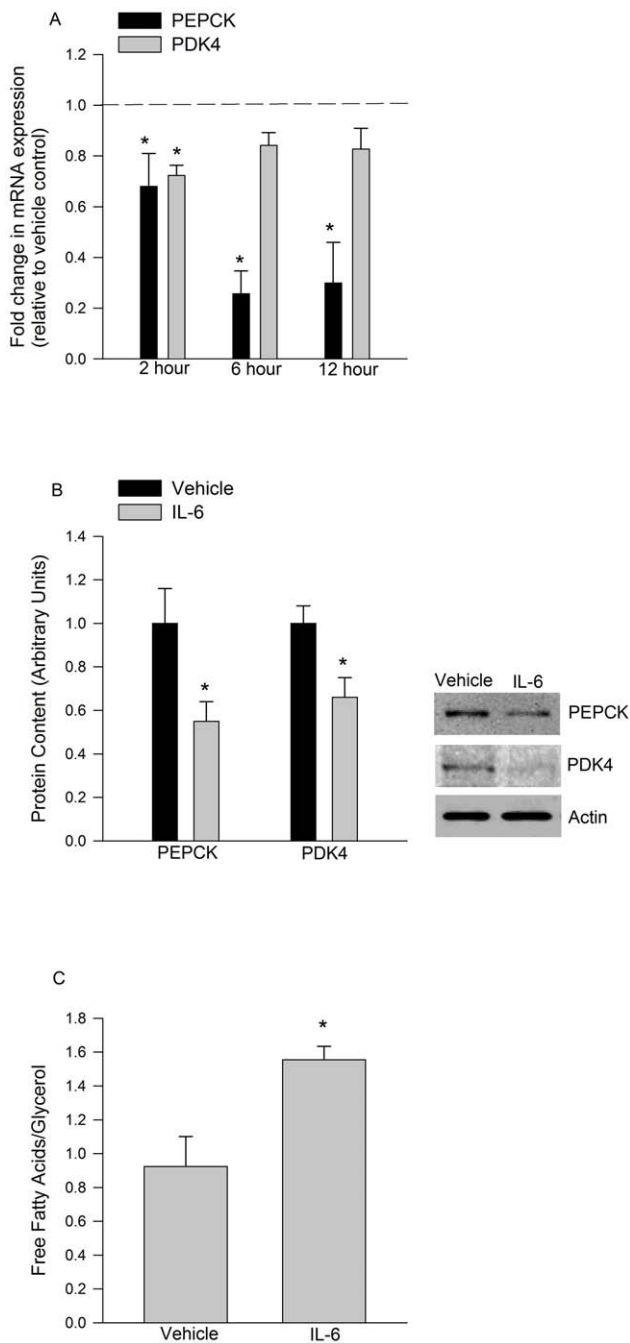 A
PEPCK
PDK4
Fold change in mRNA expression
(relative to vehicle control)
1.2
1.0
0.8
0.6
0.4
0.2
0.0
* * * *
2 hour 6 hour 12 hour
B
Vehicle
IL-6
Protein Content (Arbitrary Units)
1.4
1.2
1.0
0.8
0.6
0.4
0.2
0.0
* *
PEPCK PDK4
Vehicle IL-6
PEPCK
PDK4
Actin
C
Free Fatty Acids/Glycerol
1.8
1.6
1.4
1.2
1.0
0.8
0.6
0.4
0.2
0.0
*
Vehicle IL-6